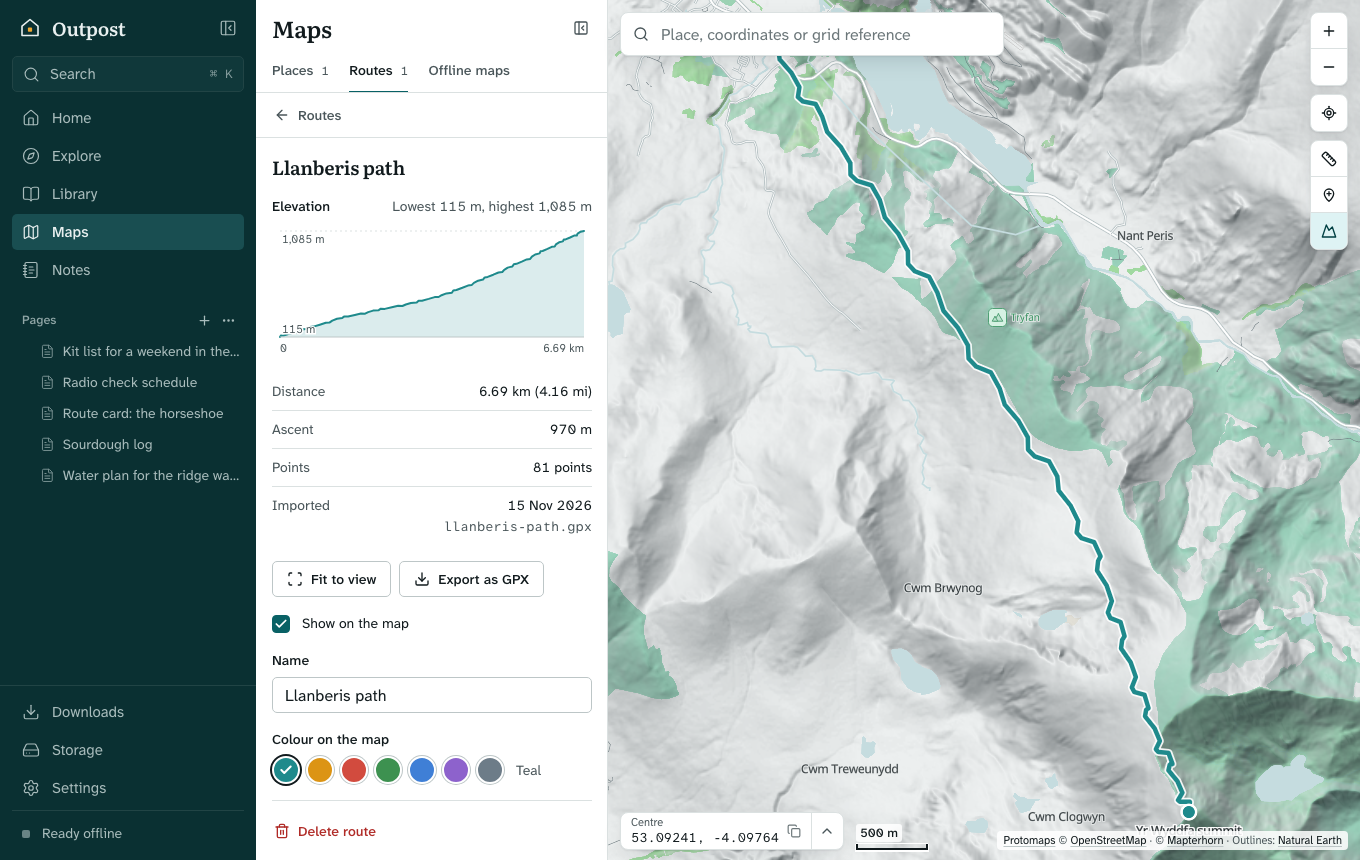 Outpost
Search ⌘ K
Home
Explore
Library
Maps
Notes
Pages
Kit list for a weekend in the...
Radio check schedule
Route card: the horseshoe
Sourdough log
Water plan for the ridge wa...
Downloads
Storage
Settings
Ready offline
Maps
Places 1 Routes 1 Offline maps
Routes
Llanberis path
Elevation Lowest 115 m, highest 1,085 m
1,085 m
115 m
0 6.69 km
Distance 6.69 km (4.16 mi)
Ascent 970 m
Points 81 points
Imported 15 Nov 2026
llanberis-path.gpx
Fit to view Export as GPX
Show on the map
Name
Llanberis path
Colour on the map
Teal
Delete route
Place, coordinates or grid reference
Nant Peris
Tryfan
Cwm Brwynog
Cwm Treweunydd
Cwm Clogwyn
Yr Wyddfa summit
Centre
53.09241, -4.09764
500 m
Protomaps © OpenStreetMap · © Mapterhorn · Outlines: Natural Earth